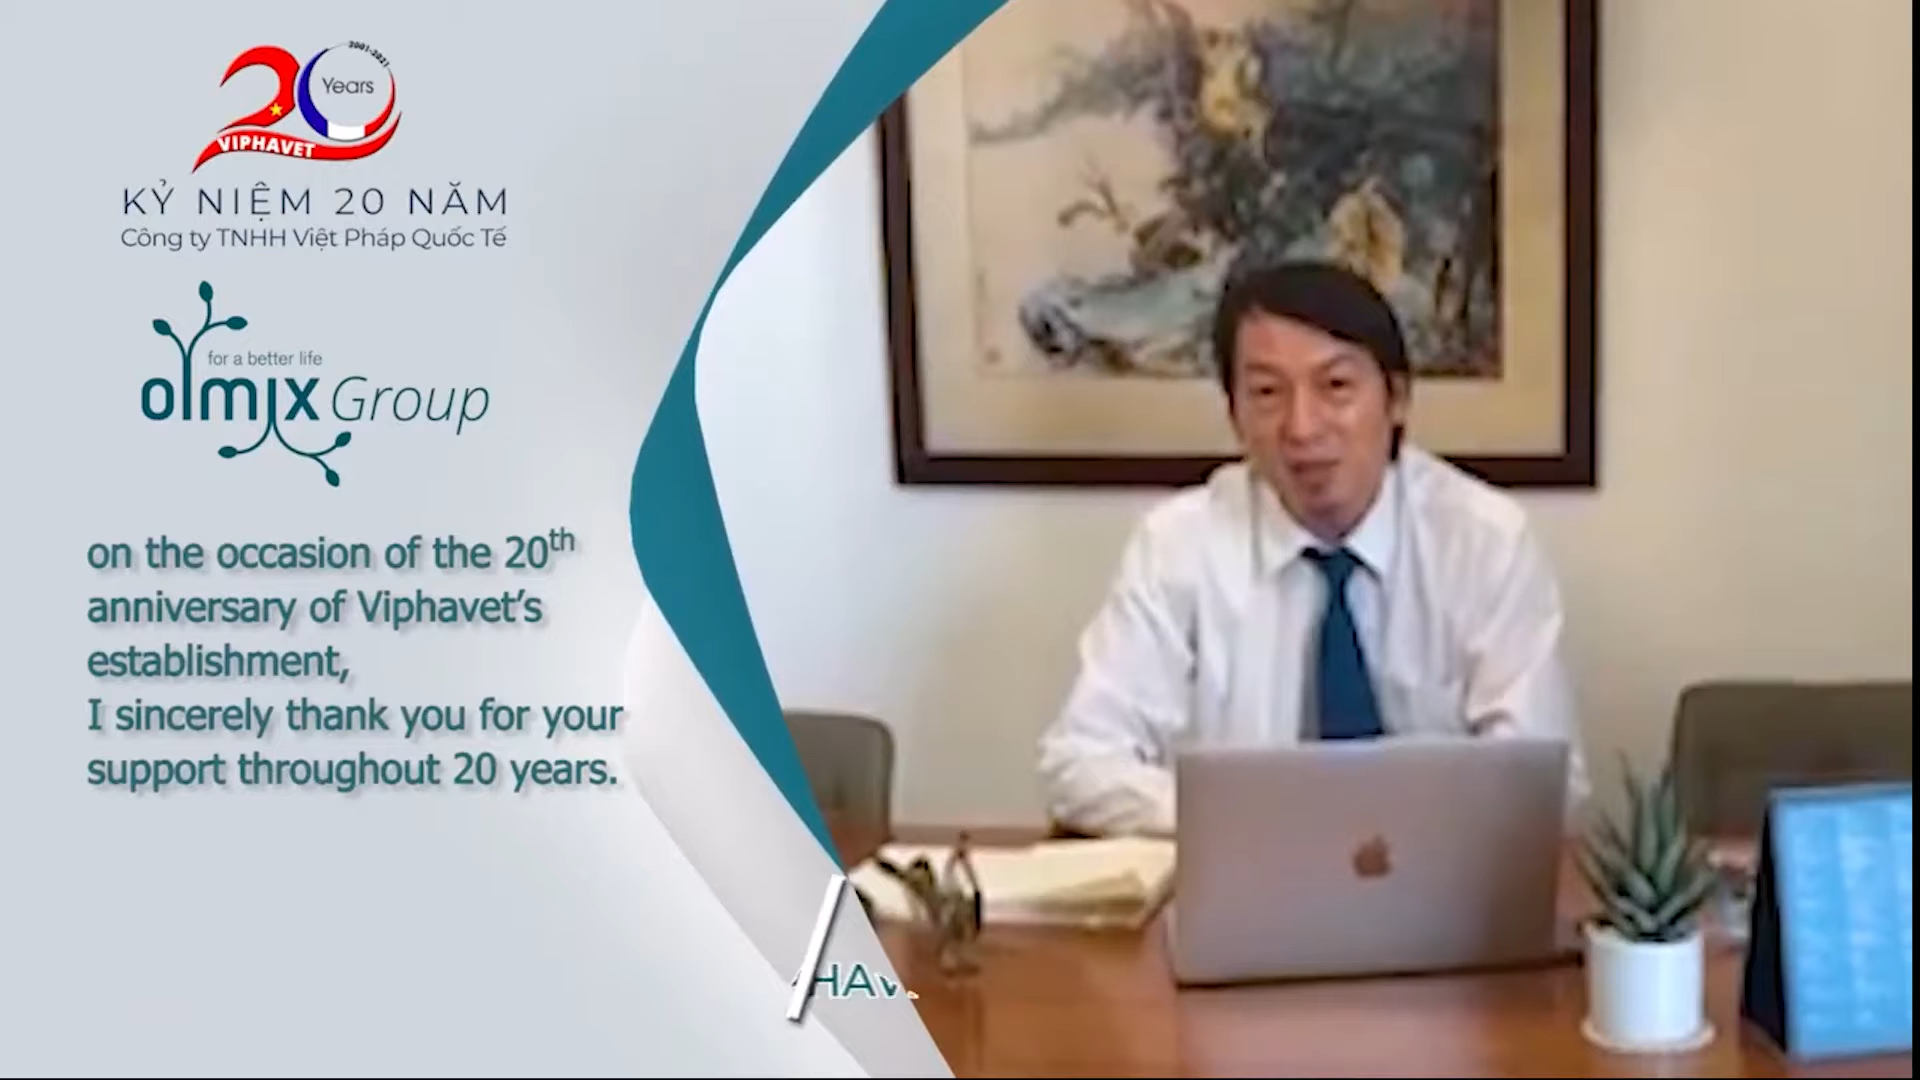 2001-2021
20 Years
VIPHAVET
KỶ NIỆM 20 NĂM
Công ty TNHH Việt Pháp Quốc Tế
for a better life
olmix Group
on the occasion of the 20th
anniversary of Viphavet's
establishment,
I sincerely thank you for your
support throughout 20 years.